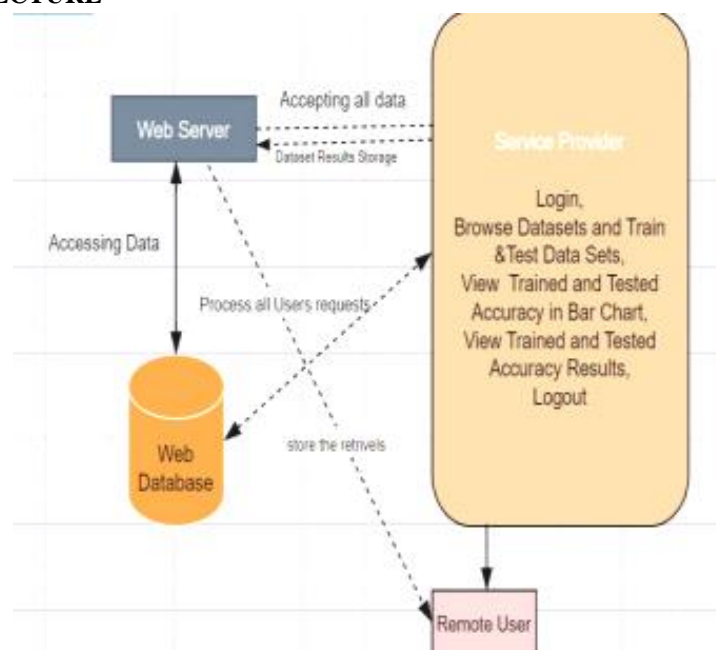 Accepting all data
Web Server
Dataset Results Storage
Service Provider
Login,
Browse Datasets and Train
&Test Data Sets,
View Trained and Tested
Accuracy in Bar Chart,
View Trained and Tested
Accuracy Results,
Logout
Accessing Data
Process all Users requests
store the retrivels
Web
Database
Remote User